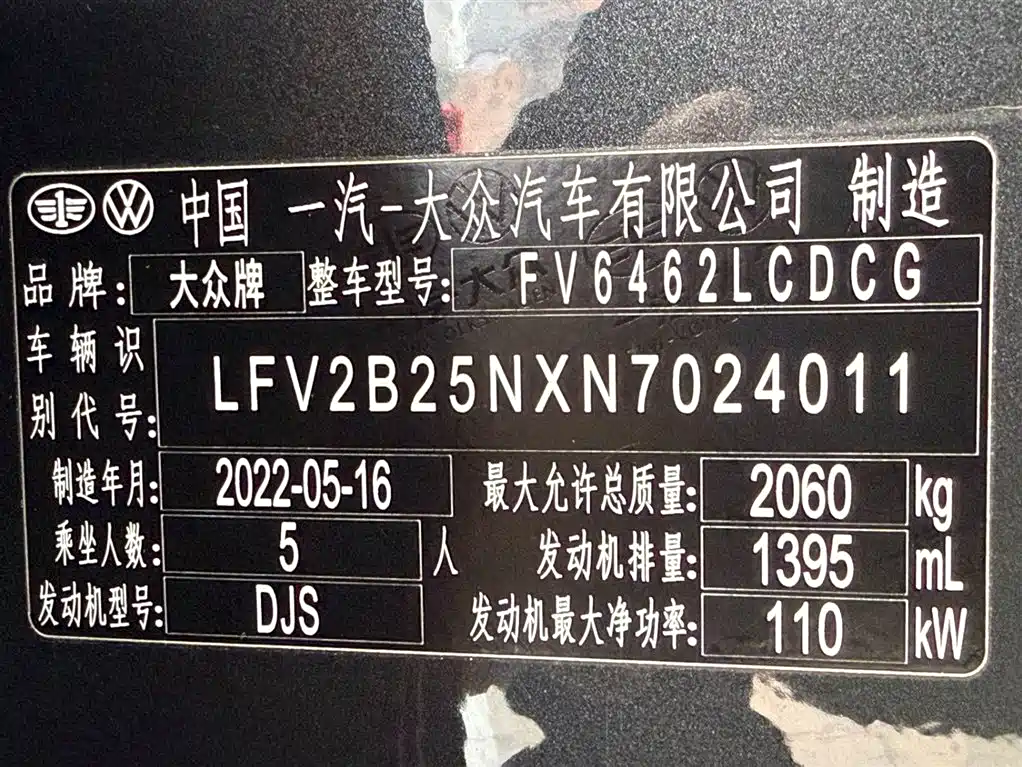 中国 一汽-大众汽车有限公司 制造
品牌: 大众牌 整车型号: FV6462LCDCG
车辆识别代号: LFV2B25NXN7024011
制造年月: 2022-05-16 最大允许总质量: 2060 kg
乘坐人数: 5 人 发动机排量: 1395 mL
发动机型号: DJS 发动机最大净功率: 110 kW